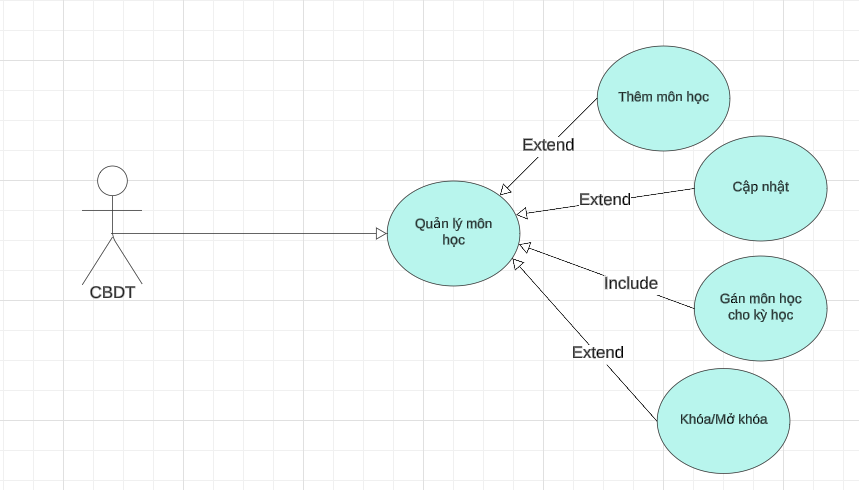 Thêm môn học
Extend
Cập nhật
Extend
Quản lý môn
học
Include
CBDT
Gán môn học
cho kỳ học
Extend
Khóa/Mở khóa